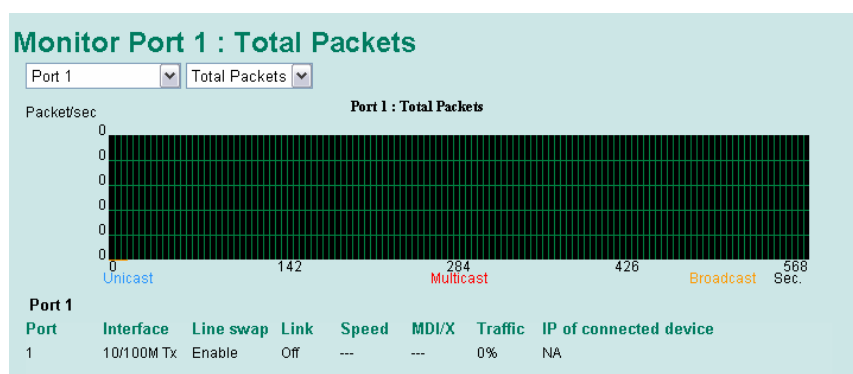 Monitor Port 1 : Total Packets
Port 1 Total Packets
Packet/sec Port 1 : Total Packets
0
0
0
0
0
0
0 142 284 426 568
Unicast Multicast Broadcast Sec.
Port 1
Port Interface Line swap Link Speed MDI/X Traffic IP of connected device
1 10/100M Tx Enable Off --- --- 0% NA